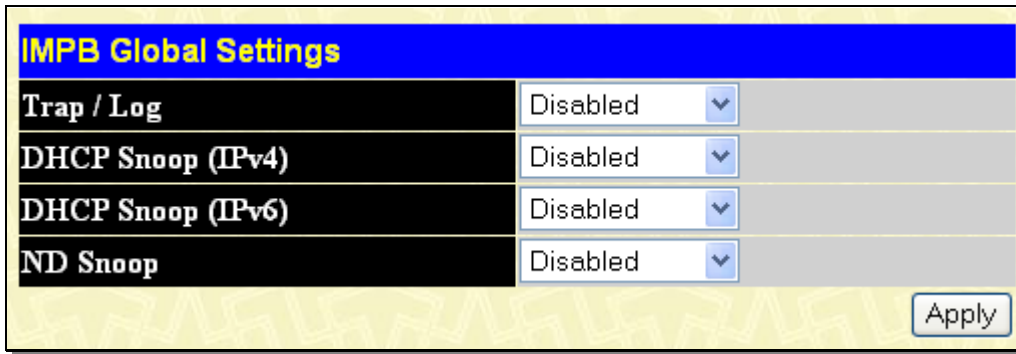 IMPB Global Settings
Trap / Log Disabled
DHCP Snoop (IPv4) Disabled
DHCP Snoop (IPv6) Disabled
ND Snoop Disabled
Apply